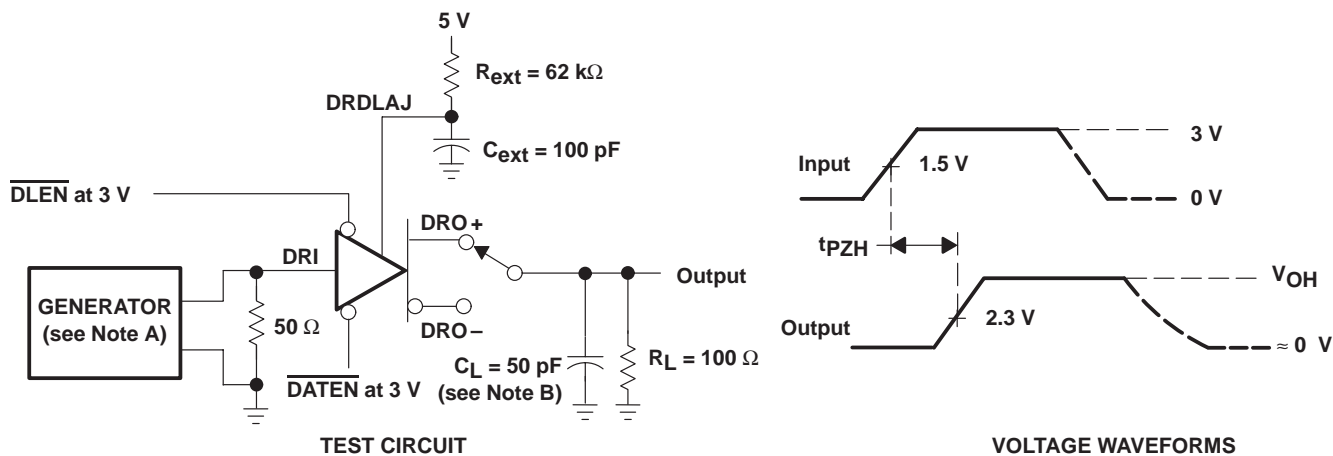 5 V
Rext = 62 kΩ
DRDLAJ
Cext = 100 pF
DLEN at 3 V
DRO+
DRI
GENERATOR
(see Note A)
50 Ω
DRO–
DATEN at 3 V
CL = 50 pF
(see Note B)
RL = 100 Ω
Output
TEST CIRCUIT
3 V
Input
1.5 V
0 V
tPZH
VOH
2.3 V
Output
≈ 0 V
VOLTAGE WAVEFORMS